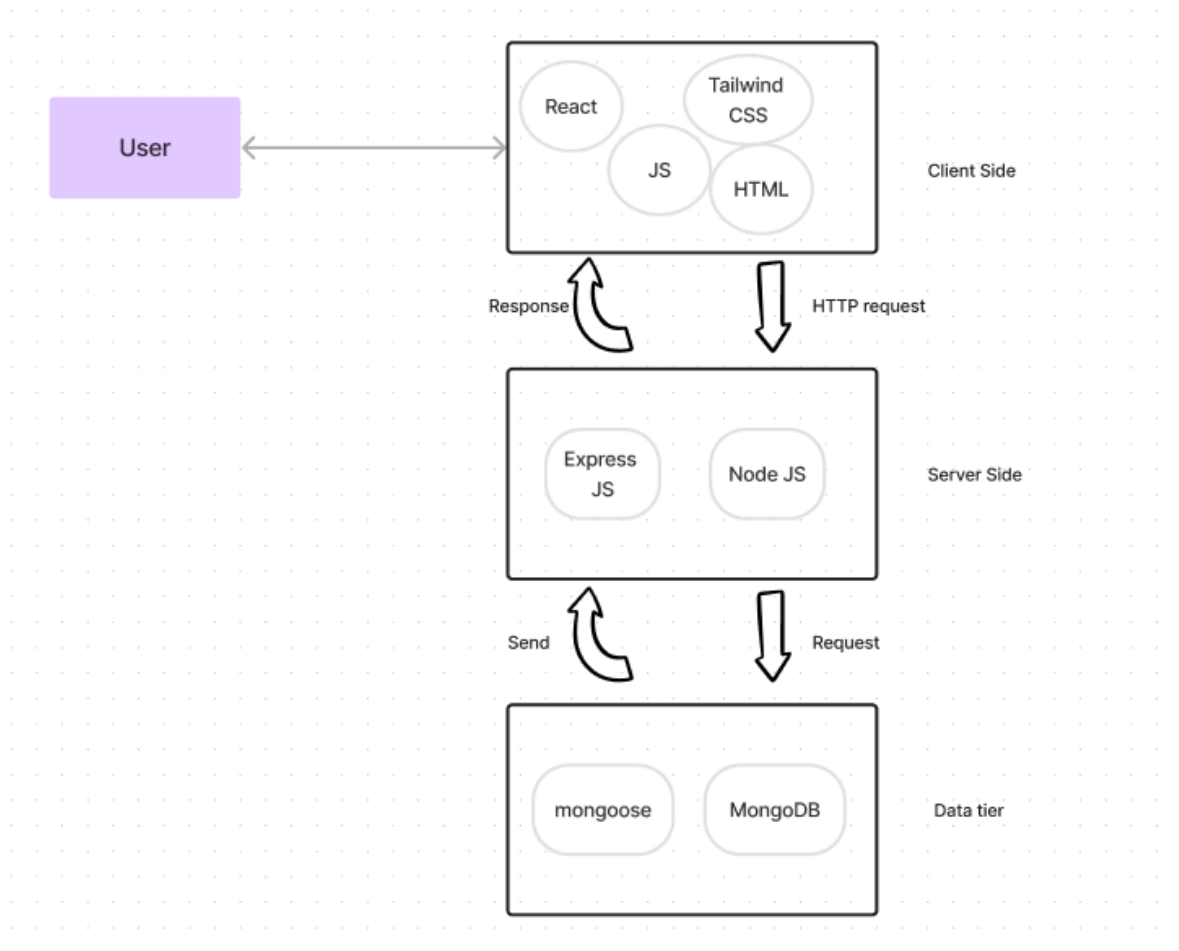 User
React
Tailwind
CSS
JS
HTML
Client Side
Response
HTTP request
Express
JS
Node JS
Server Side
Send
Request
mongoose
MongoDB
Data tier